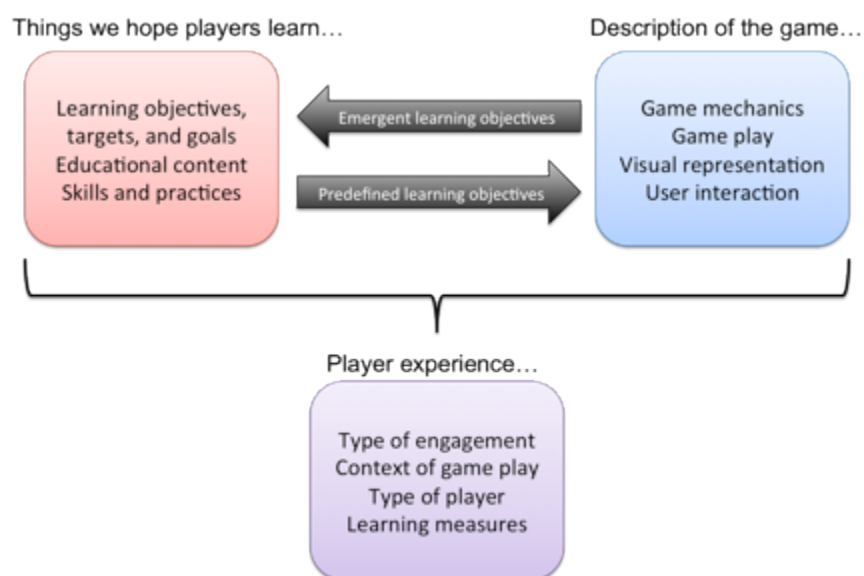 Things we hope players learn…
Description of the game…
Learning objectives,
targets, and goals
Educational content
Skills and practices
Emergent learning objectives
Predefined learning objectives
Game mechanics
Game play
Visual representation
User interaction
Player experience…
Type of engagement
Context of game play
Type of player
Learning measures